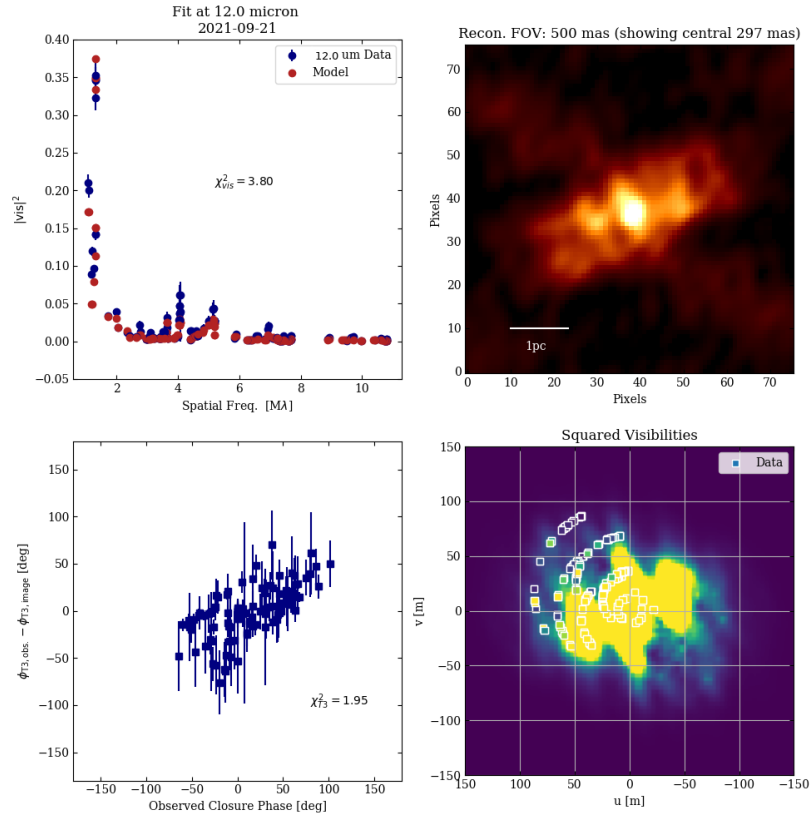 Fit at 12.0 micron
2021-09-21
12.0 um Data
Model
χ²vis = 3.80
|vis|²
0.40
0.35
0.30
0.25
0.20
0.15
0.10
0.05
0.00
−0.05
2 4 6 8 10
Spatial Freq. [Mλ]
Recon. FOV: 500 mas (showing central 297 mas)
Pixels
70
60
50
40
30
20
10
0
1pc
0 10 20 30 40 50 60 70
Pixels
ϕT3,obs. − ϕT3,image [deg]
150
100
50
0
−50
−100
−150
χ²T3 = 1.95
−150 −100 −50 0 50 100 150
Observed Closure Phase [deg]
Squared Visibilities
Data
v [m]
150
100
50
0
−50
−100
−150
150 100 50 0 −50 −100 −150
u [m]